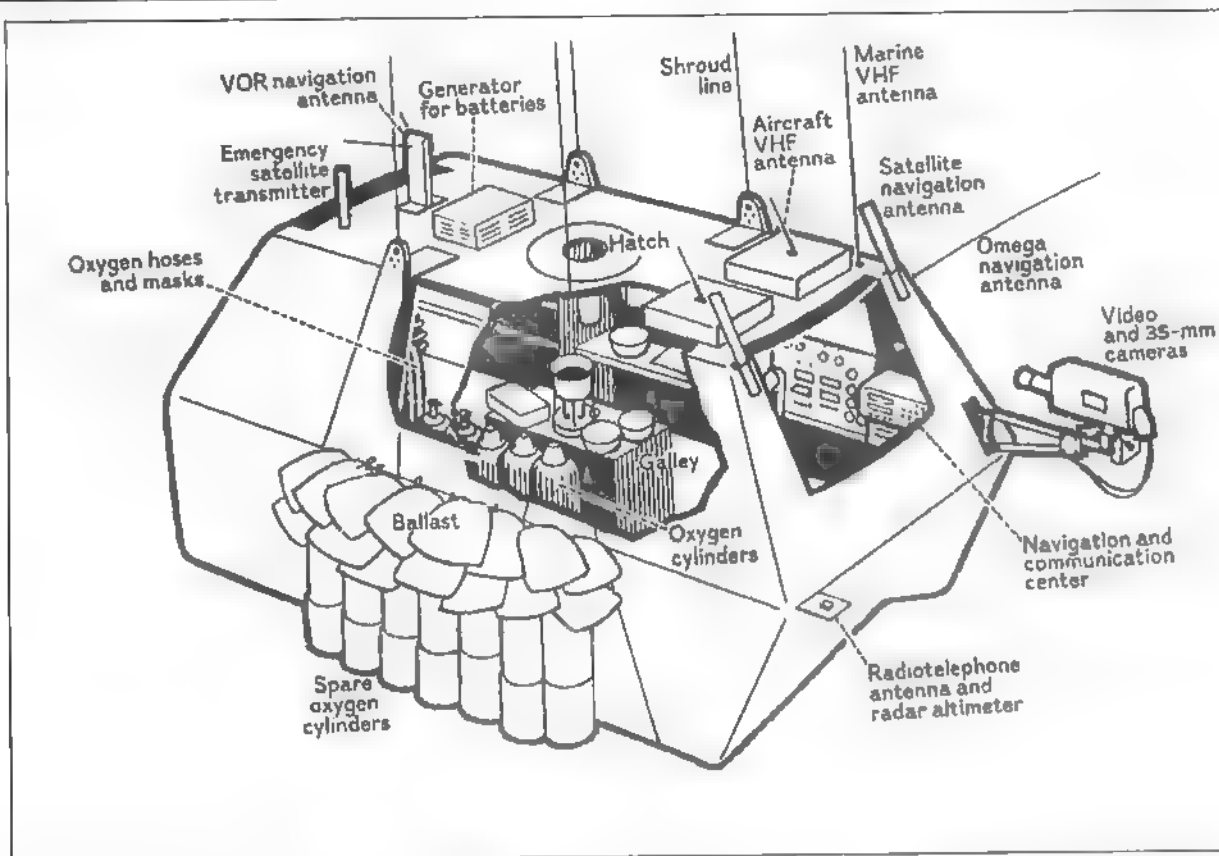 VOR navigation
antenna
Generator
for batteries
Shroud
line
Marine
VHF
antenna
Emergency
satellite
transmitter
Aircraft
VHF
antenna
Satellite
navigation
antenna
Oxygen hoses
and masks
Hatch
Omega
navigation
antenna
Video
and 35-mm
cameras
Galley
Ballast
Oxygen
cylinders
Navigation and
communication
center
Spare
oxygen
cylinders
Radiotelephone
antenna and
radar altimeter